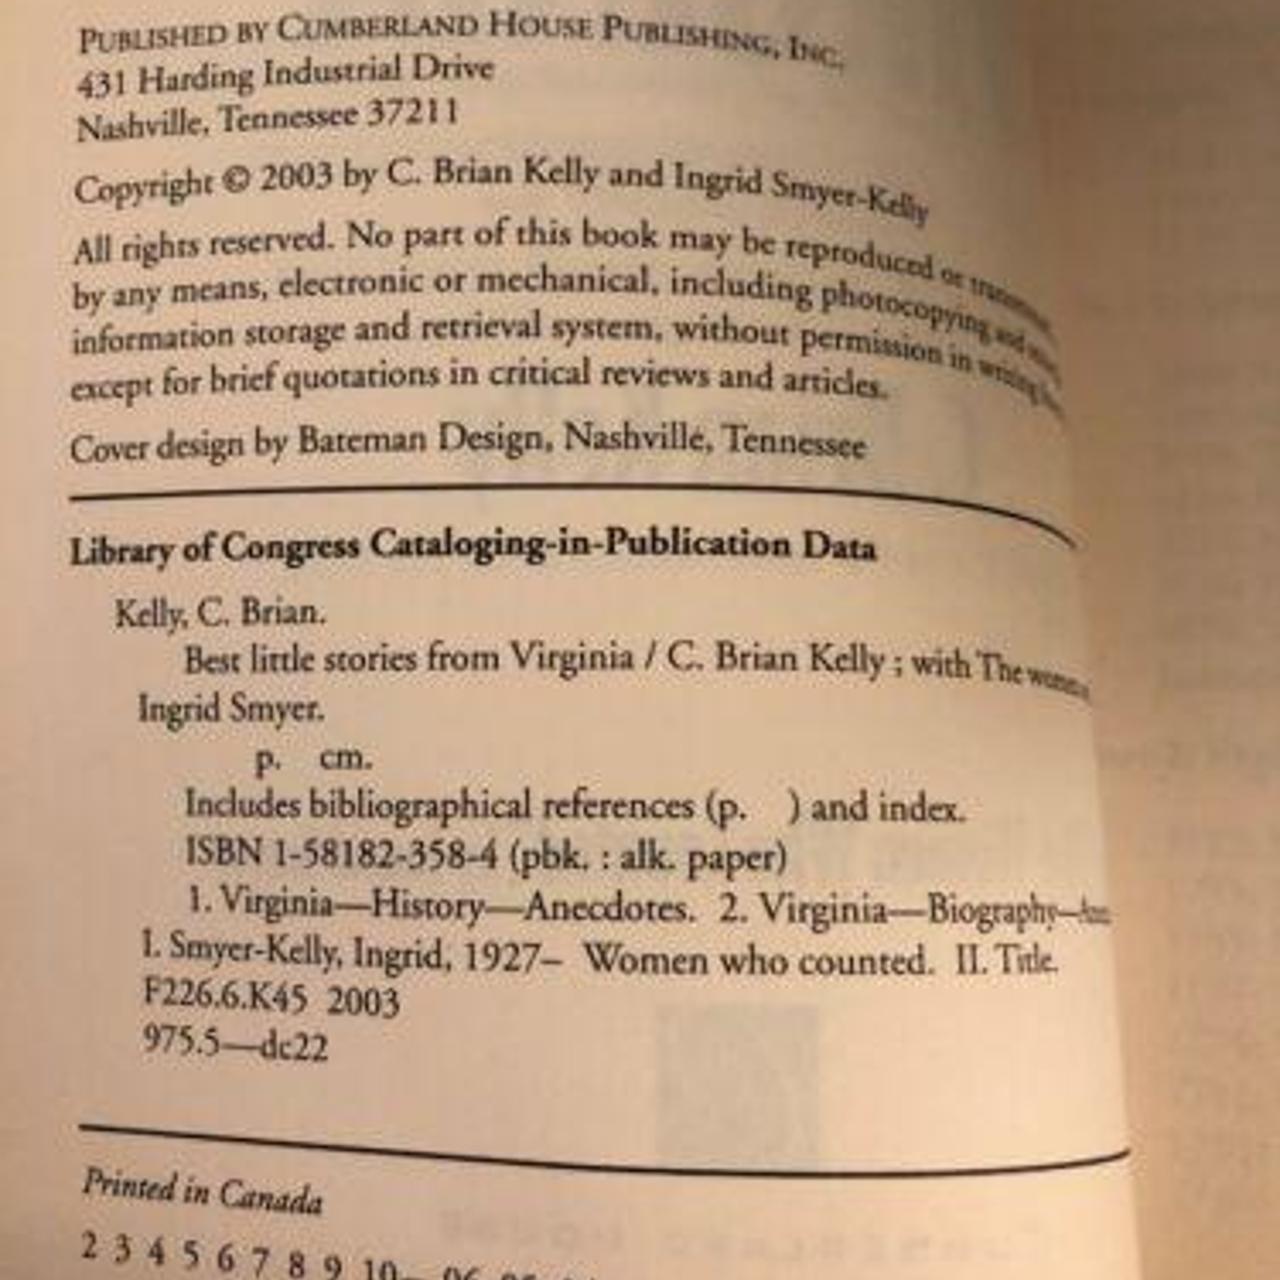 PUBLISHED BY CUMBERLAND HOUSE PUBLISHING, INC.
431 Harding Industrial Drive
Nashville, Tennessee 37211
Copyright © 2003 by C. Brian Kelly and Ingrid Smyer-Kelly
All rights reserved. No part of this book may be reproduced or
by any means, electronic or mechanical, including photocopying and
information storage and retrieval system, without permission in writing
except for brief quotations in critical reviews and articles.
Cover design by Bateman Design, Nashville, Tennessee
Library of Congress Cataloging-in-Publication Data
Kelly, C. Brian.
Best little stories from Virginia / C. Brian Kelly ; with The
Ingrid Smyer.
p. cm.
Includes bibliographical references (p. ) and index.
ISBN 1-58182-358-4 (pbk. : alk. paper)
1. Virginia—History—Anecdotes. 2. Virginia—Biography—
I. Smyer-Kelly, Ingrid, 1927– Women who counted. II. Title.
F226.6.K45 2003
975.5—dc22
Printed in Canada
2 3 4 5 6 7 8 9 10—